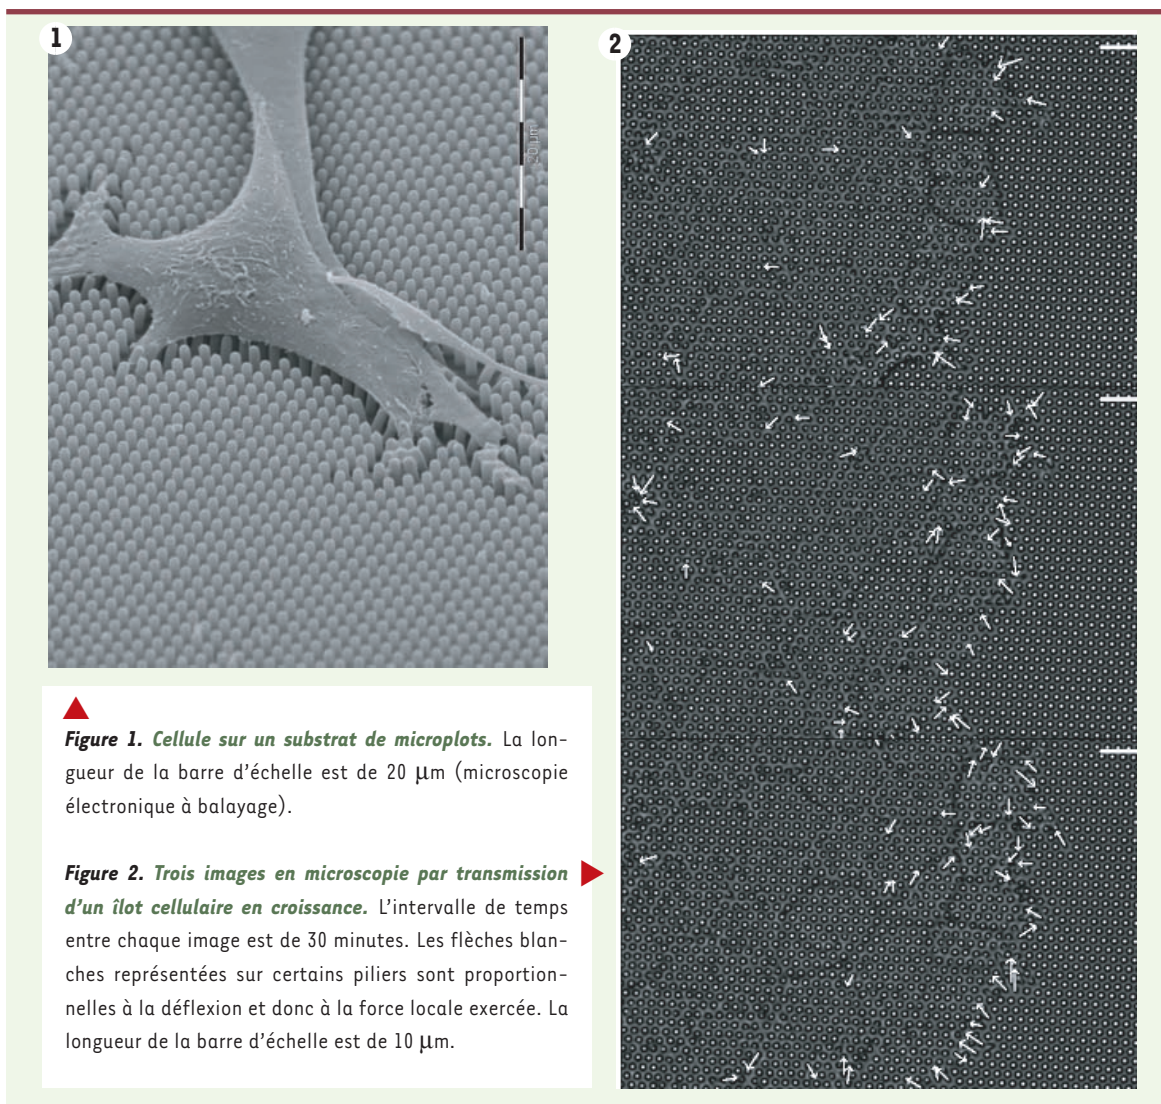 1
2
20 μm
Figure 1. Cellule sur un substrat de microplots. La lon-
gueur de la barre d'échelle est de 20 μm (microscopie
électronique à balayage).
Figure 2. Trois images en microscopie par transmission
d'un îlot cellulaire en croissance. L'intervalle de temps
entre chaque image est de 30 minutes. Les flèches blan-
ches représentées sur certains piliers sont proportion-
nelles à la déflexion et donc à la force locale exercée. La
longueur de la barre d'échelle est de 10 μm.